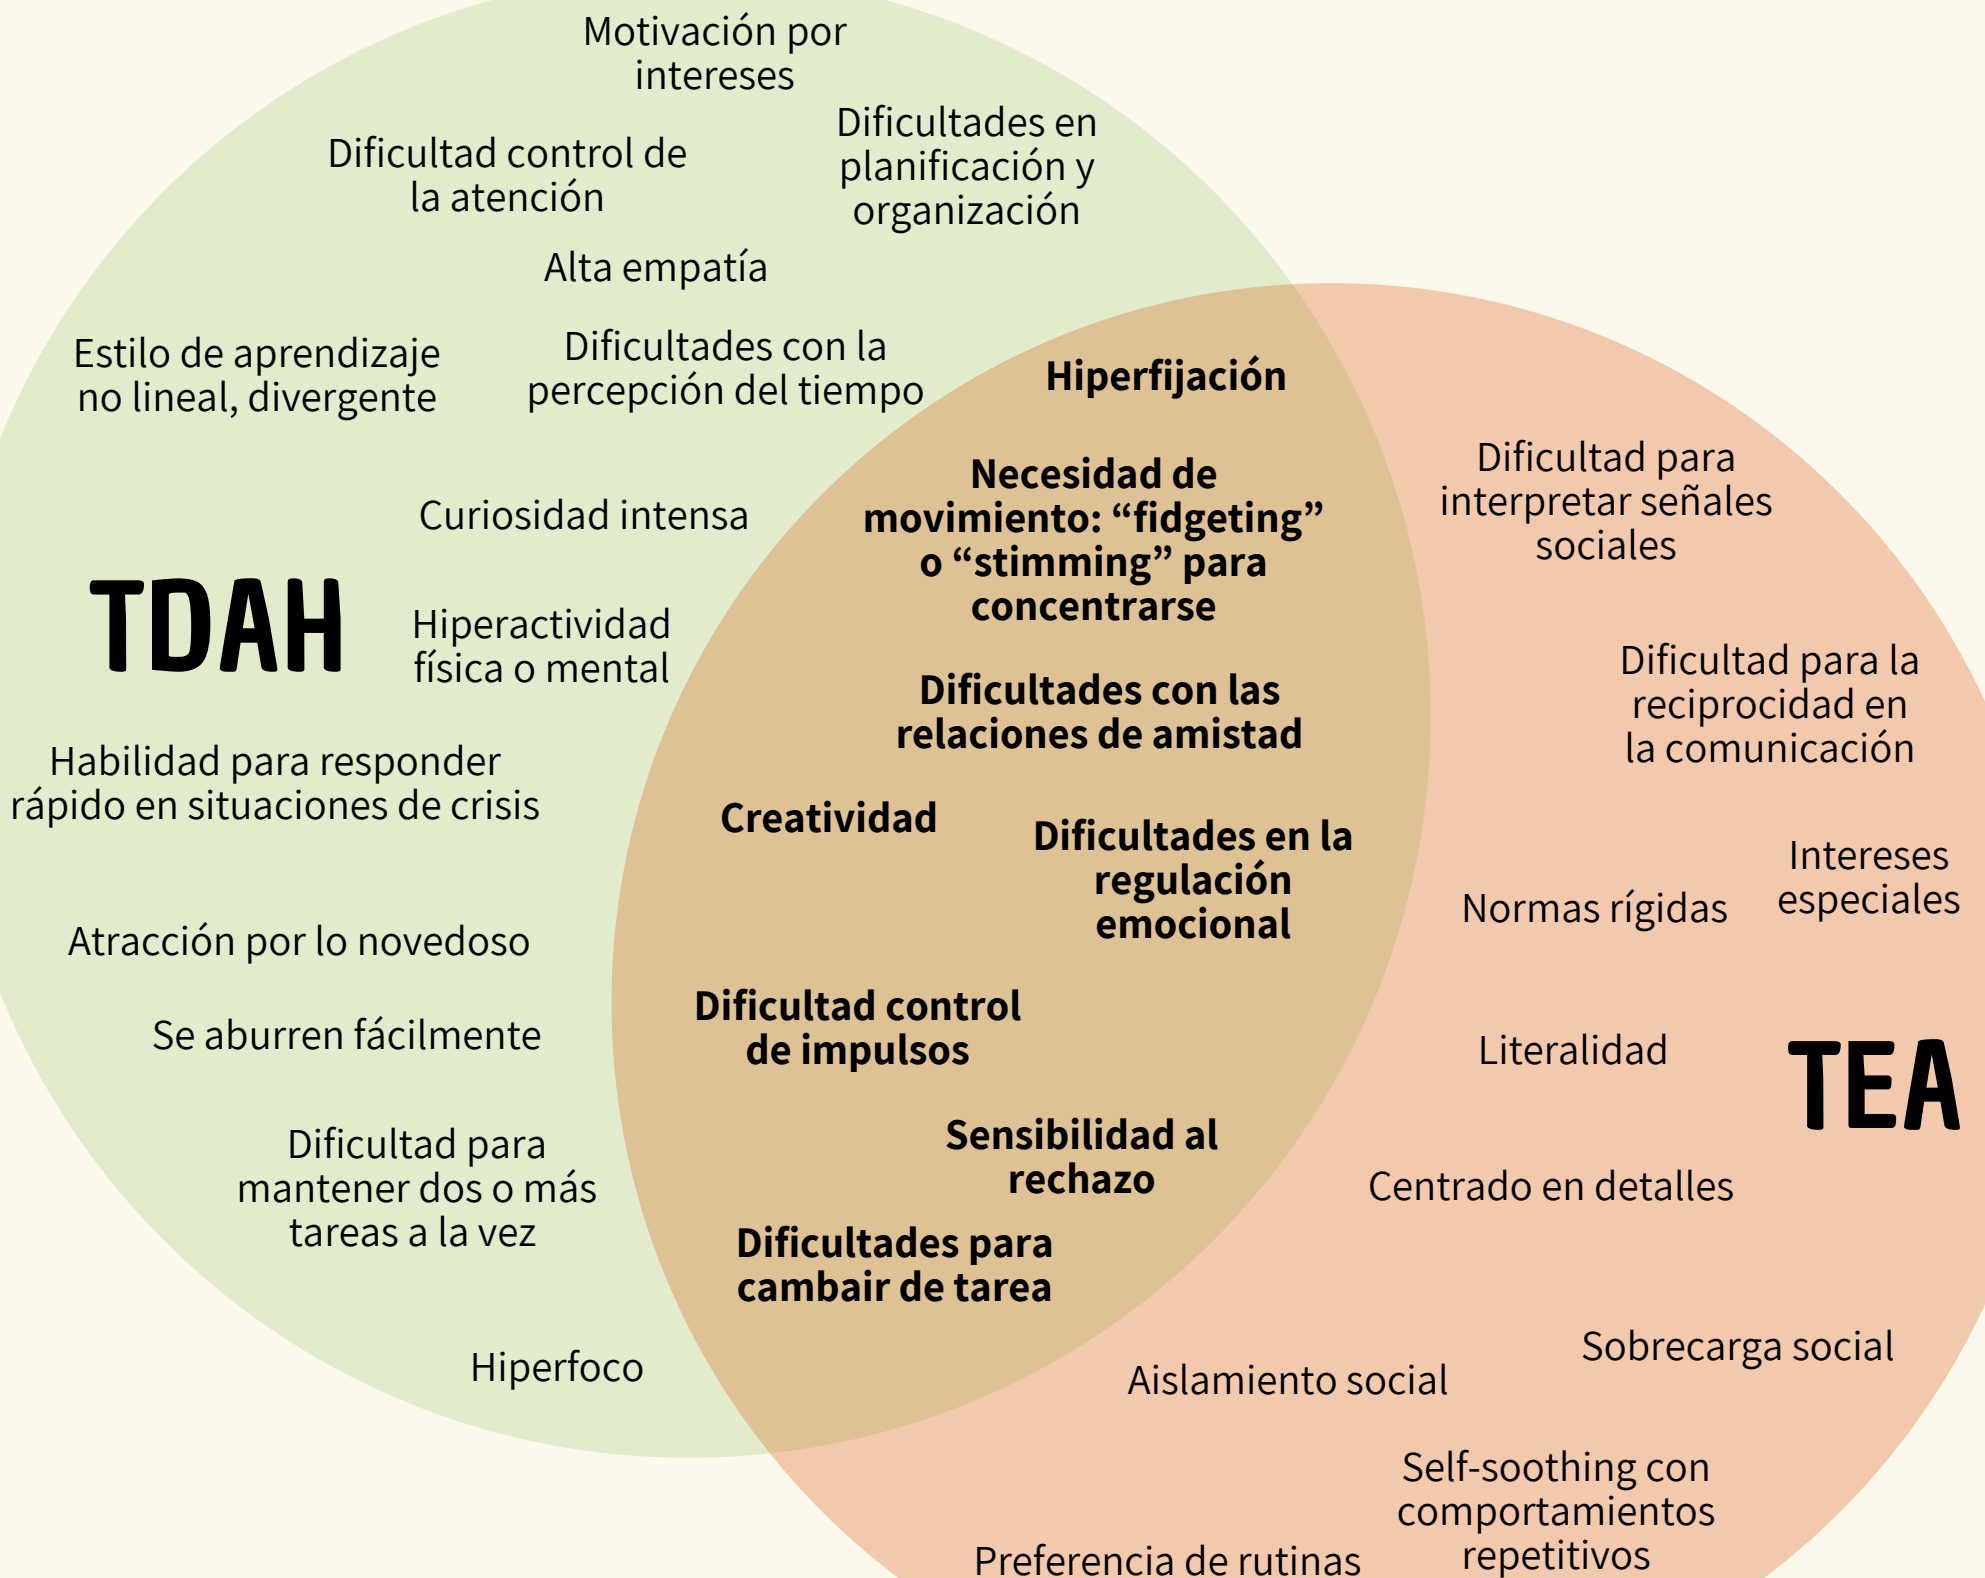 Motivación por
intereses
Dificultad control de
la atención
Dificultades en
planificación y
organización
Alta empatía
Estilo de aprendizaje
no lineal, divergente
Dificultades con la
percepción del tiempo
Curiosidad intensa
TDAH
Hiperactividad
física o mental
Habilidad para responder
rápido en situaciones de crisis
Atracción por lo novedoso
Se aburren fácilmente
Dificultad para
mantener dos o más
tareas a la vez
Hiperfoco
Hiperfijación
Necesidad de
movimiento: “fidgeting”
o “stimming” para
concentrarse
Dificultades con las
relaciones de amistad
Creatividad
Dificultades en la
regulación
emocional
Dificultad control
de impulsos
Sensibilidad al
rechazo
Dificultades para
cambair de tarea
Dificultad para
interpretar señales
sociales
Dificultad para la
reciprocidad en
la comunicación
Intereses
especiales
Normas rígidas
Literalidad
TEA
Centrado en detalles
Sobrecarga social
Aislamiento social
Self-soothing con
comportamientos
repetitivos
Preferencia de rutinas